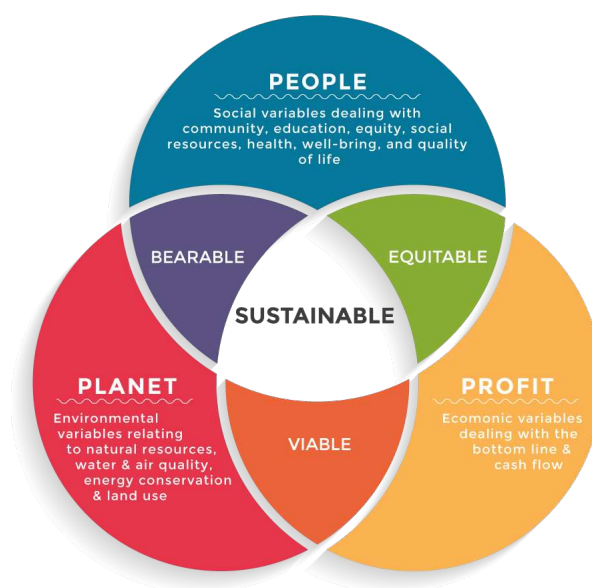 PEOPLE
Social variables dealing with
community, education, equity, social
resources, health, well-bring, and quality
of life
BEARABLE
EQUITABLE
SUSTAINABLE
PLANET
Environmental
variables relating
to natural resources,
water & air quality,
energy conservation
& land use
PROFIT
Ecomonic variables
dealing with the
bottom line &
cash flow
VIABLE